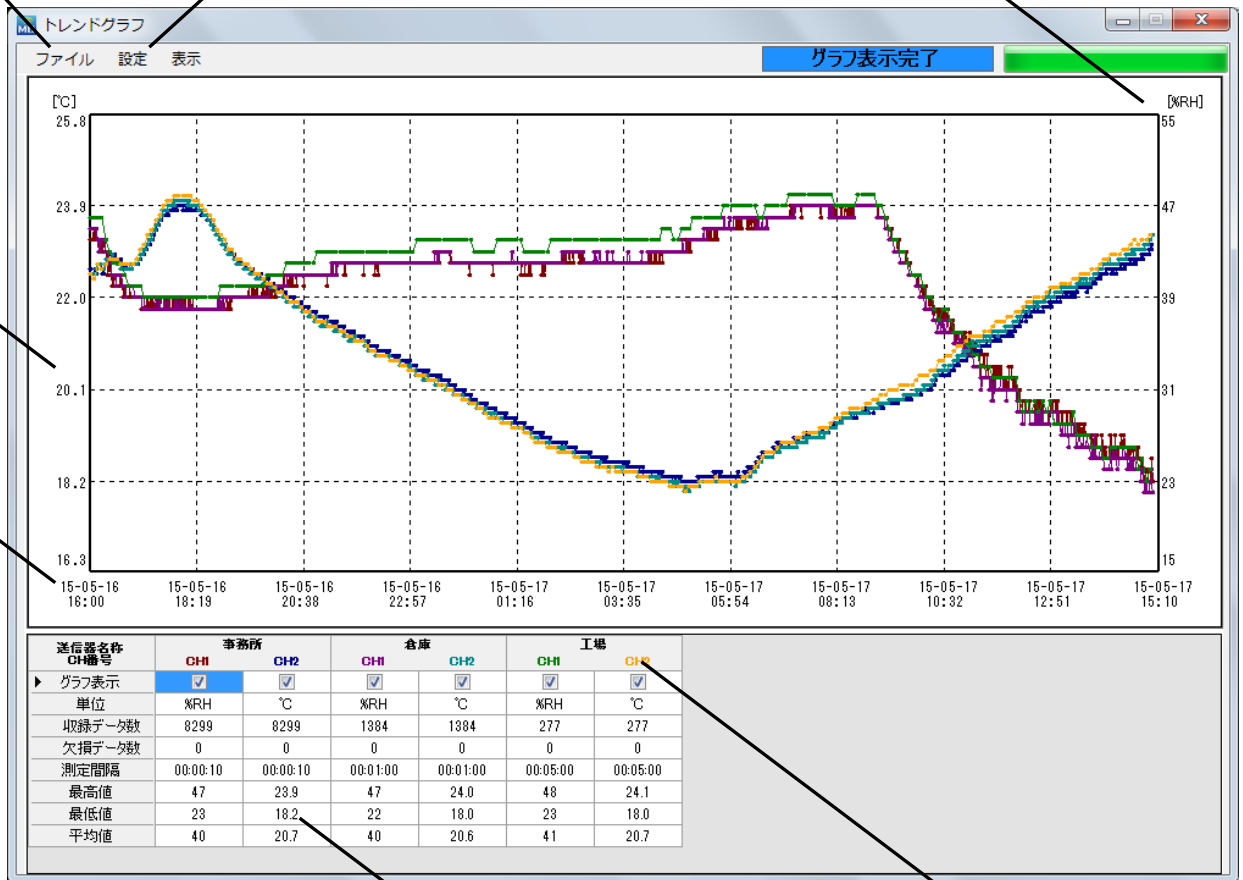 トレンドグラフ
ファイル 設定 表示 グラフ表示完了
[℃] [%RH]
25.8 55
23.9 47
22.0 39
20.1 31
18.2 23
16.3 15
15-05-16 15-05-16 15-05-16 15-05-16 15-05-17 15-05-17 15-05-17 15-05-17 15-05-17 15-05-17 15-05-17
16:00 18:19 20:38 22:57 01:16 03:35 05:54 08:13 10:32 12:51 15:10
送信器名称 事務所 倉庫 工場
CH番号 CH1 CH2 CH1 CH2 CH1 CH2
グラフ表示
単位 %RH ℃ %RH ℃ %RH ℃
収録データ数 8299 8299 1384 1384 277 277
欠損データ数 0 0 0 0 0 0
測定間隔 00:00:10 00:00:10 00:01:00 00:01:00 00:05:00 00:05:00
最高値 47 23.9 47 24.0 48 24.1
最低値 23 18.2 22 18.0 23 18.0
平均値 40 20.7 40 20.6 41 20.7